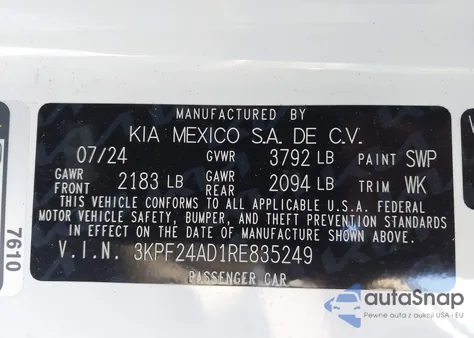 MANUFACTURED BY
KIA MEXICO S.A. DE C.V.
07/24 GVWR 3792 LB PAINT SWP
GAWR FRONT 2183 LB GAWR REAR 2094 LB TRIM WK
THIS VEHICLE CONFORMS TO ALL APPLICABLE U.S.A. FEDERAL
MOTOR VEHICLE SAFETY, BUMPER, AND THEFT PREVENTION STANDARDS
IN EFFECT ON THE DATE OF MANUFACTURE SHOWN ABOVE.
V.I.N. 3KPF24AD1RE835249
PASSENGER CAR
7610
autoSnap
Pewne auta z aukcji USA i EU